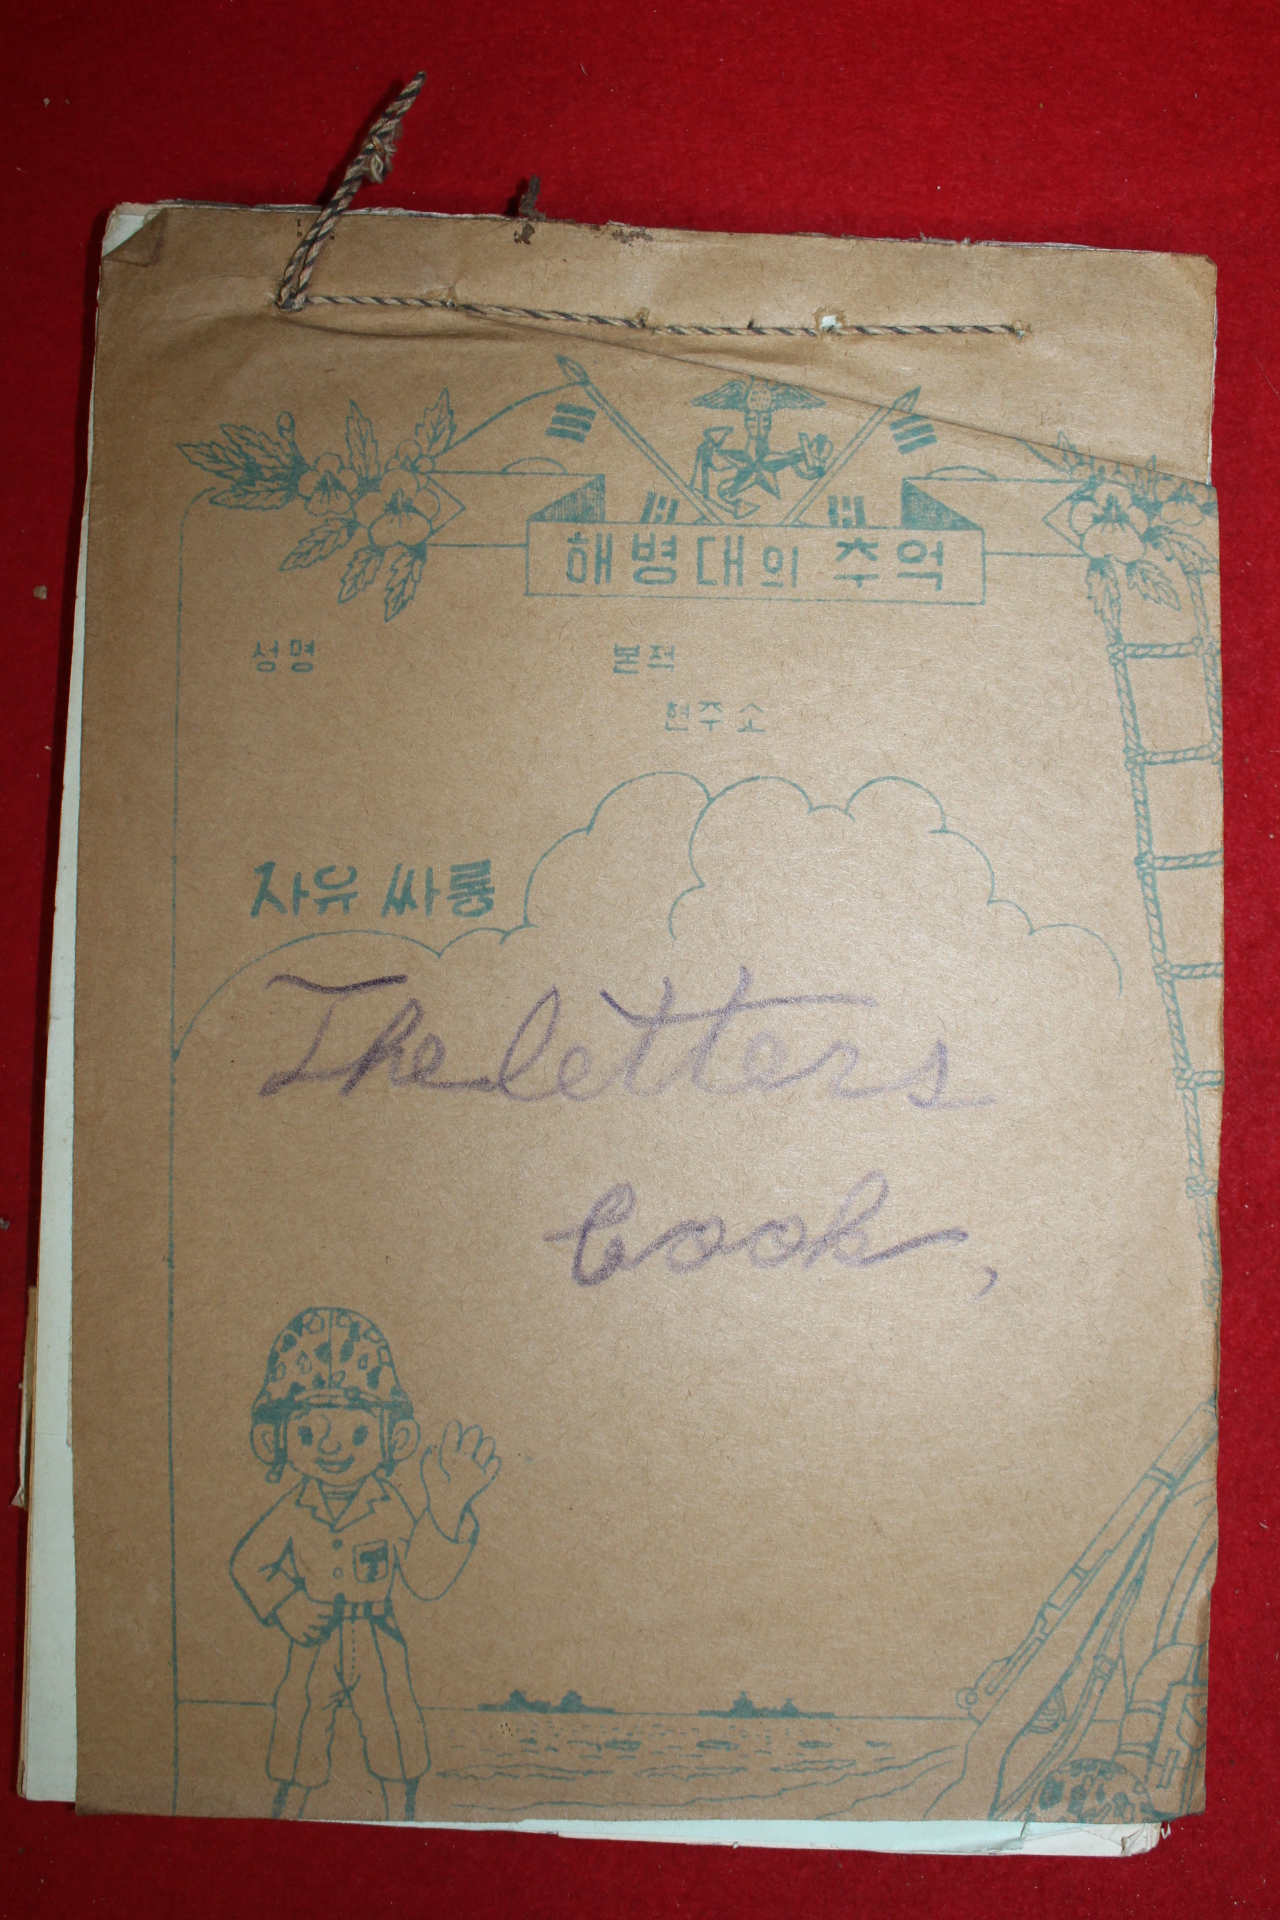 해병대의 추억
성명 본적
현주소
자유 싸롱
The letters
book,